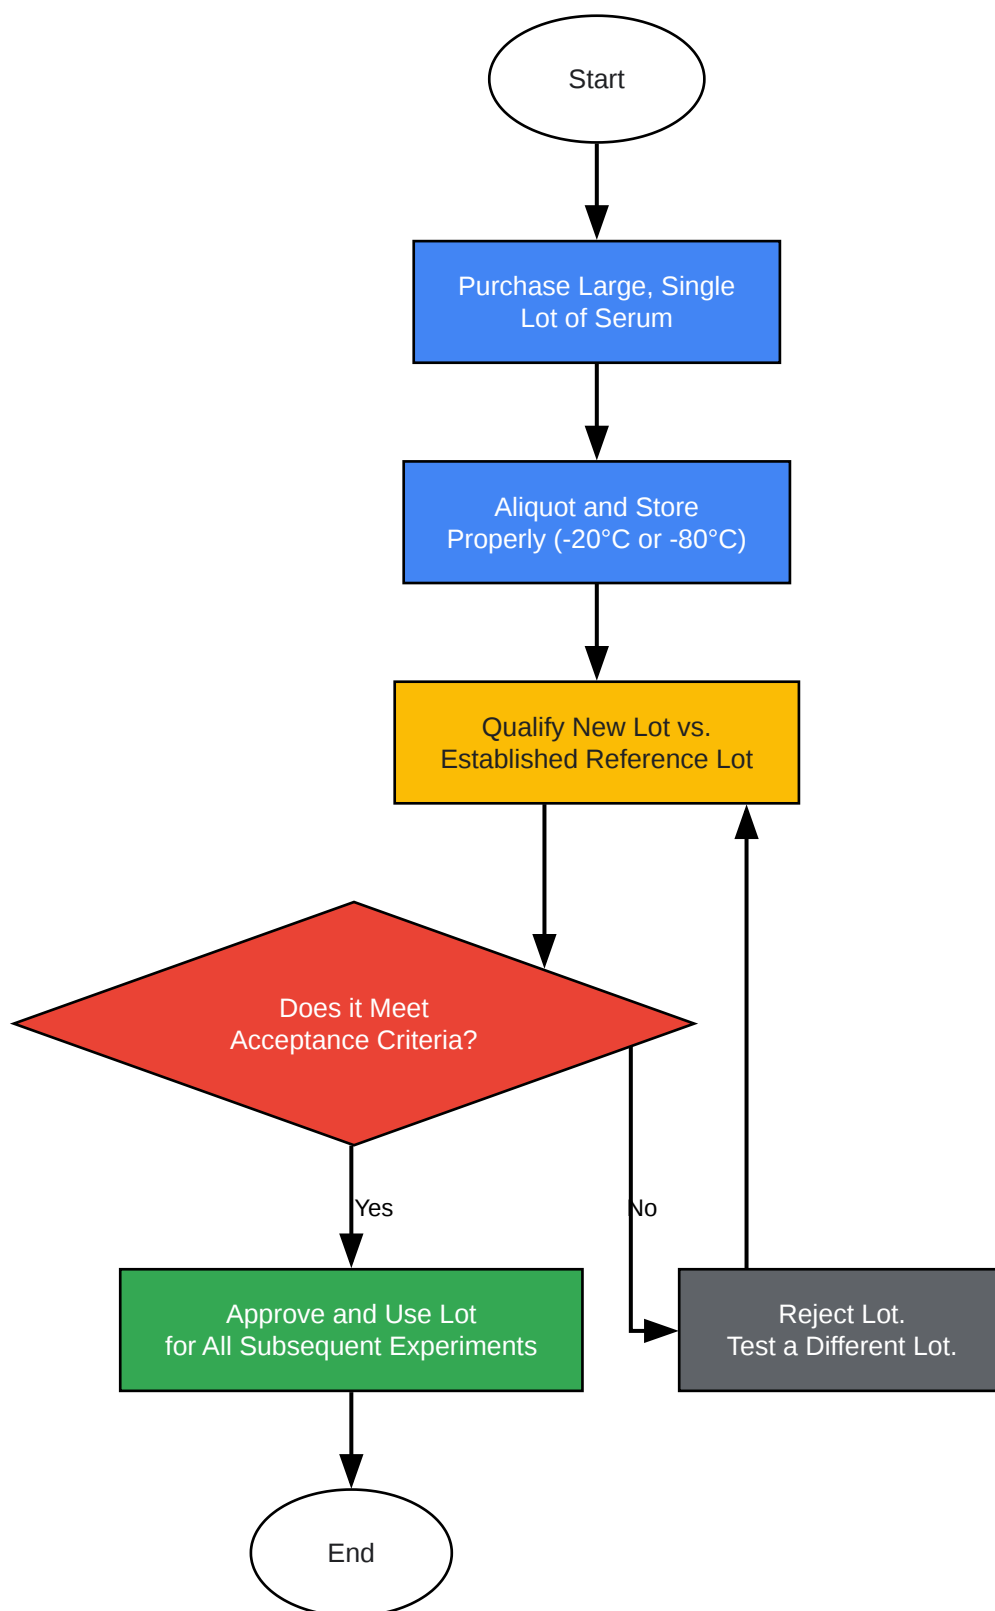 Start
Purchase Large, Single
Lot of Serum
Aliquot and Store
Properly (-20°C or -80°C)
Qualify New Lot vs.
Established Reference Lot
Does it Meet
Acceptance Criteria?
Yes
No
Approve and Use Lot
for All Subsequent Experiments
Reject Lot.
Test a Different Lot.
End